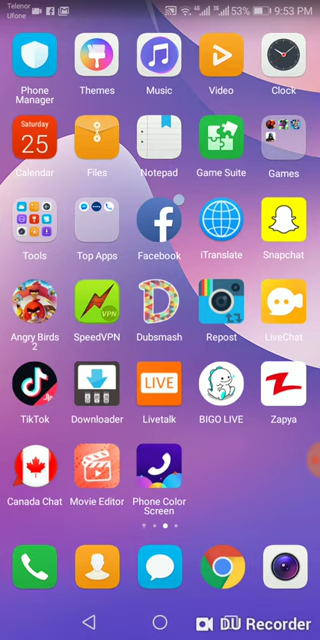 Telenor
Ufone
53% 9:53 PM
Phone Manager
Themes
Music
Video
Clock
Saturday
25
Calendar
Files
Notepad
Game Suite
Games
Tools
Top Apps
Facebook
iTranslate
Snapchat
Angry Birds 2
VPN
SpeedVPN
Dubsmash
Repost
LiveChat
TikTok
Downloader
LIVE
Livetalk
BIGO LIVE
Zapya
Canada Chat
Movie Editor
Phone Color Screen
DU Recorder